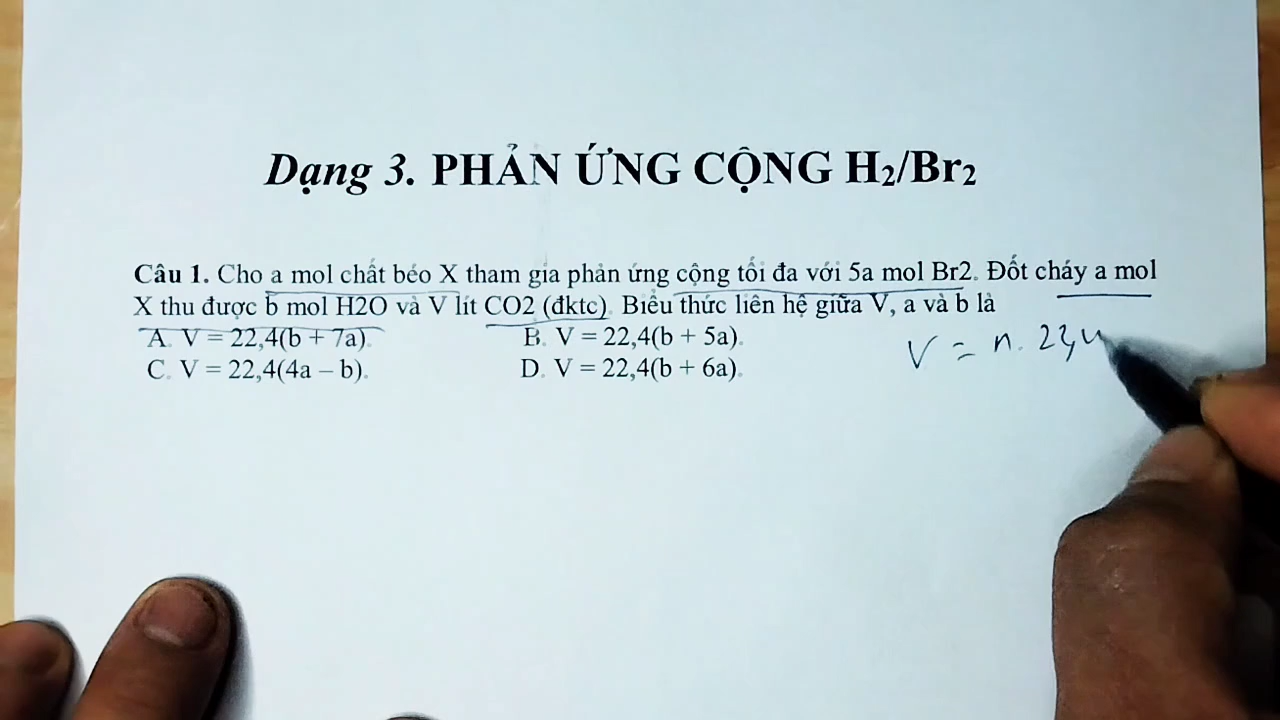 Dạng 3. PHẢN ỨNG CỘNG H₂/Br₂
Câu 1. Cho a mol chất béo X tham gia phản ứng cộng tối đa với 5a mol Br2. Đốt cháy a mol
X thu được b mol H2O và V lít CO2 (đktc). Biểu thức liên hệ giữa V, a và b là
A. V = 22,4(b + 7a). B. V = 22,4(b + 5a).
C. V = 22,4(4a – b). D. V = 22,4(b + 6a).
V = n. 22,4